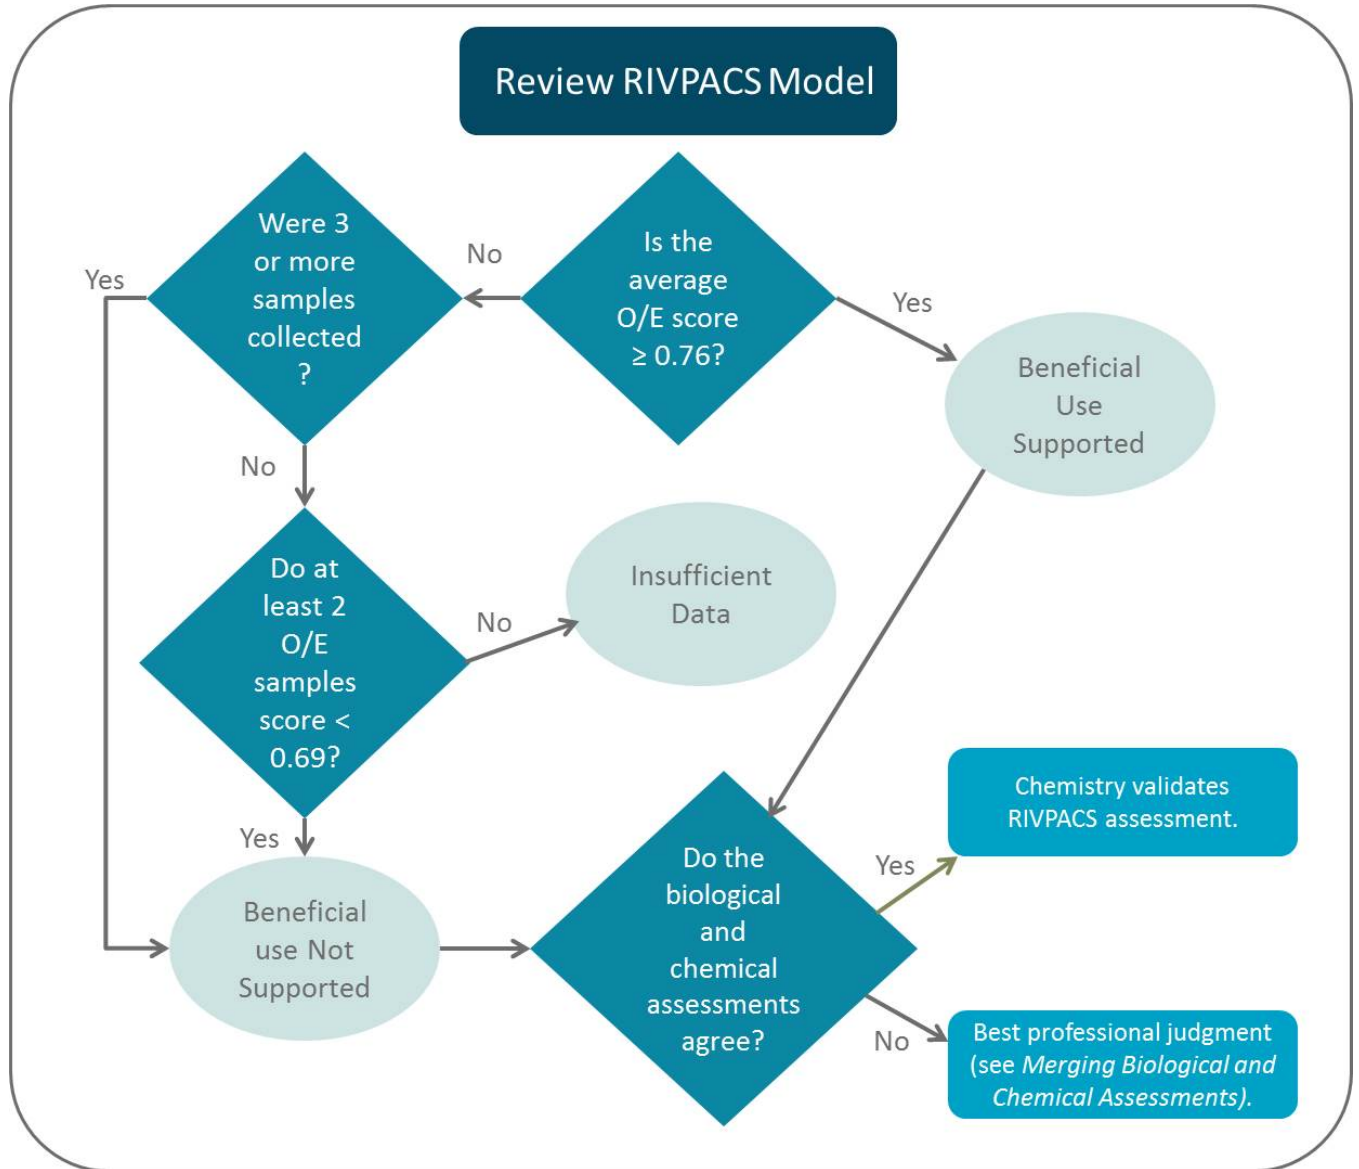 Review RIVPACS Model
Were 3
or more
samples
collected
?
Yes
No
Is the
average
O/E score
≥ 0.76?
Yes
Beneficial
Use
Supported
No
Do at
least 2
O/E
samples
score <
0.69?
No
Insufficient
Data
Yes
Beneficial
use Not
Supported
Do the
biological
and
chemical
assessments
agree?
Yes
Chemistry validates
RIVPACS assessment.
No
Best professional judgment
(see Merging Biological and
Chemical Assessments).